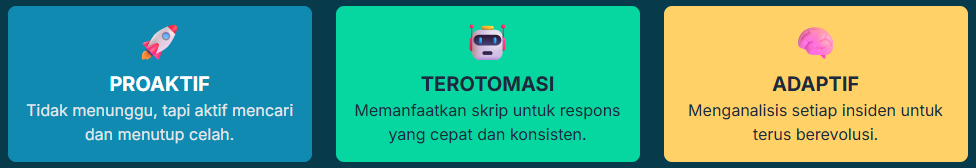 PROAKTIF
Tidak menunggu, tapi aktif mencari
dan menutup celah.
TEROTOMASI
Memanfaatkan skrip untuk respons
yang cepat dan konsisten.
ADAPTIF
Menganalisis setiap insiden untuk
terus berevolusi.